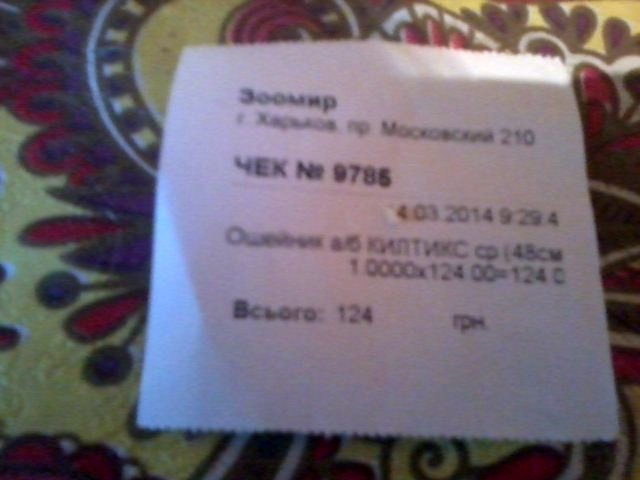 Зоомир
г. Харьков, пр. Московский 210
ЧЕК № 9785
4.03.2014 9:29:4
Ошейник а/б КИЛТИКС ср (48см
1.0000x124.00=124.0
Всього: 124 грн.